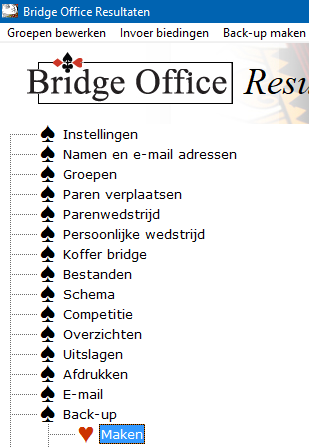 Bridge Office Resultaten
Groepen bewerken Invoer biedingen Back-up maken
Bridge Office
Instellingen
Namen en e-mail adressen
Groepen
Paren verplaatsen
Parenwedstrijd
Persoonlijke wedstrijd
Koffer bridge
Bestanden
Schema
Competitie
Overzichten
Uitslagen
Afdrukken
E-mail
Back-up
Maken